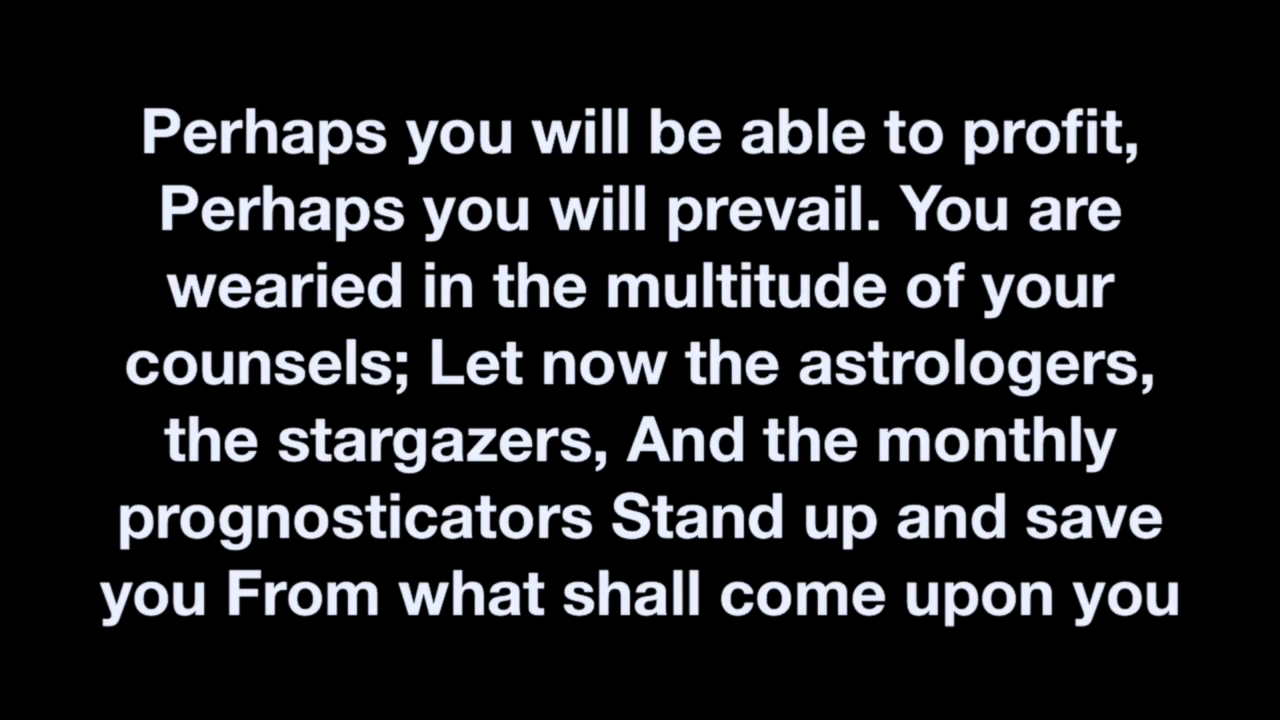 Perhaps you will be able to profit,
Perhaps you will prevail. You are
wearied in the multitude of your
counsels; Let now the astrologers,
the stargazers, And the monthly
prognosticators Stand up and save
you From what shall come upon you